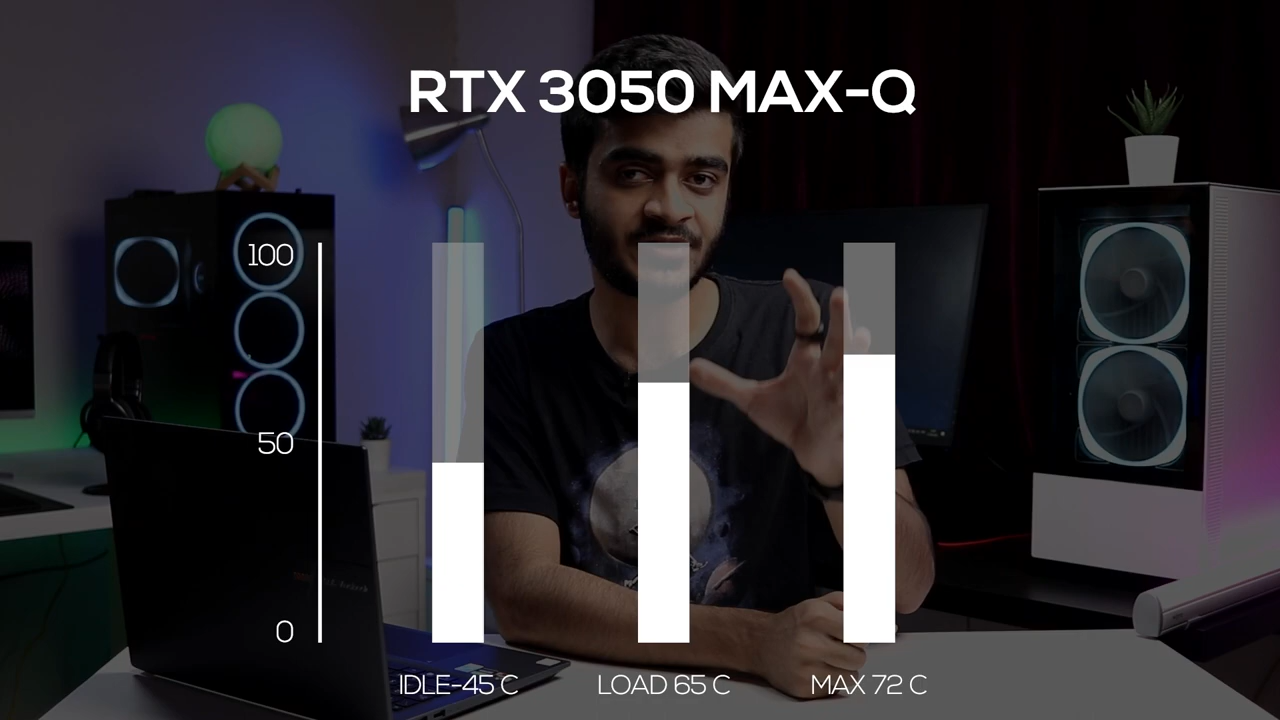 RTX 3050 MAX-Q
100
50
0
IDLE-45 C
LOAD 65 C
MAX 72 C